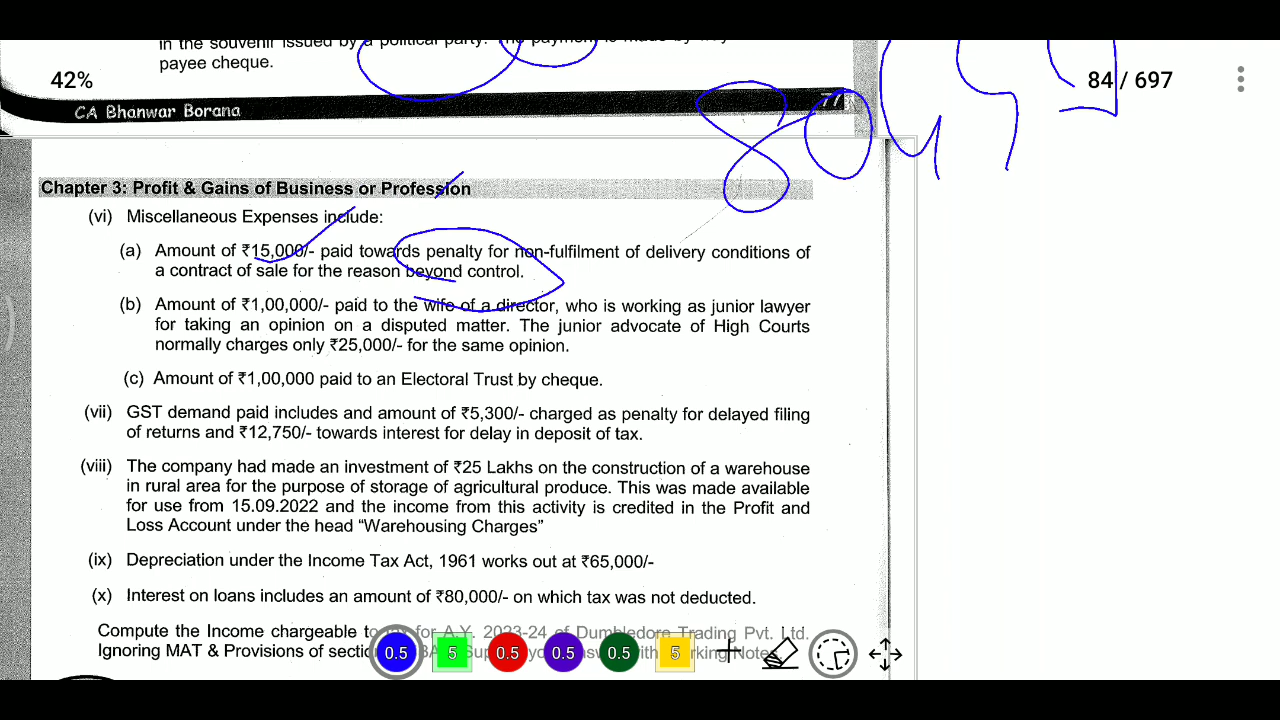 in the souvenir issued by a political party. The payment is made by
payee cheque.
42%
84 / 697
CA Bhanwar Borana
77
80
Chapter 3: Profit & Gains of Business or Profession
(vi) Miscellaneous Expenses include:
(a) Amount of ₹15,000/- paid towards penalty for non-fulfilment of delivery conditions of
a contract of sale for the reason beyond control.
(b) Amount of ₹1,00,000/- paid to the wife of a director, who is working as junior lawyer
for taking an opinion on a disputed matter. The junior advocate of High Courts
normally charges only ₹25,000/- for the same opinion.
(c) Amount of ₹1,00,000 paid to an Electoral Trust by cheque.
(vii) GST demand paid includes and amount of ₹5,300/- charged as penalty for delayed filing
of returns and ₹12,750/- towards interest for delay in deposit of tax.
(viii) The company had made an investment of ₹25 Lakhs on the construction of a warehouse
in rural area for the purpose of storage of agricultural produce. This was made available
for use from 15.09.2022 and the income from this activity is credited in the Profit and
Loss Account under the head “Warehousing Charges”
(ix) Depreciation under the Income Tax Act, 1961 works out at ₹65,000/-
(x) Interest on loans includes an amount of ₹80,000/- on which tax was not deducted.
Compute the Income chargeable to for A.Y. 2023-24 of Dumbledore Trading Pvt. Ltd.
Ignoring MAT & Provisions of
0.5 5 0.5 0.5 0.5 5